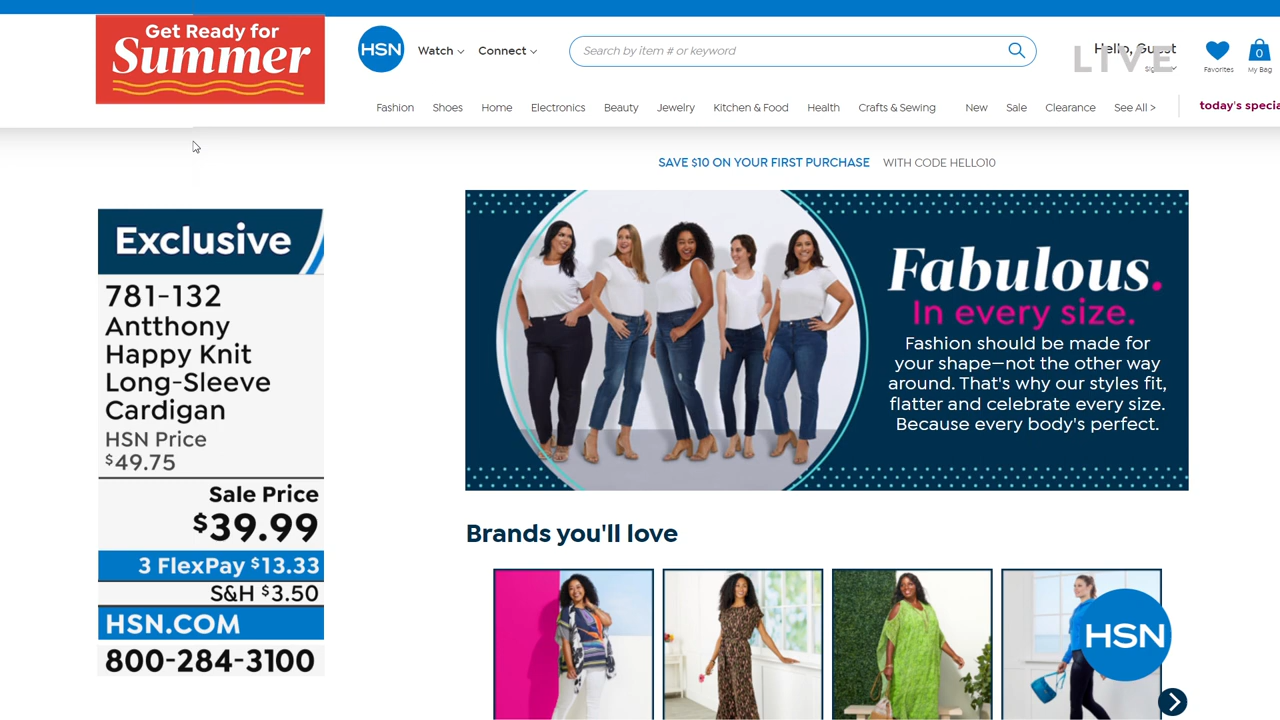 Get Ready for
Summer
HSN
Watch
Connect
Search by item # or keyword
Hello, Guest
LIVE
Favorites
0
My Bag
Fashion
Shoes
Home
Electronics
Beauty
Jewelry
Kitchen & Food
Health
Crafts & Sewing
New
Sale
Clearance
See All >
today's specia
SAVE $10 ON YOUR FIRST PURCHASE WITH CODE HELLO10
Exclusive
781-132
Antthony
Happy Knit
Long-Sleeve
Cardigan
HSN Price
$49.75
Sale Price
$39.99
3 FlexPay $13.33
S&H $3.50
HSN.COM
800-284-3100
Fabulous.
In every size.
Fashion should be made for
your shape—not the other way
around. That's why our styles fit,
flatter and celebrate every size.
Because every body's perfect.
Brands you'll love
HSN